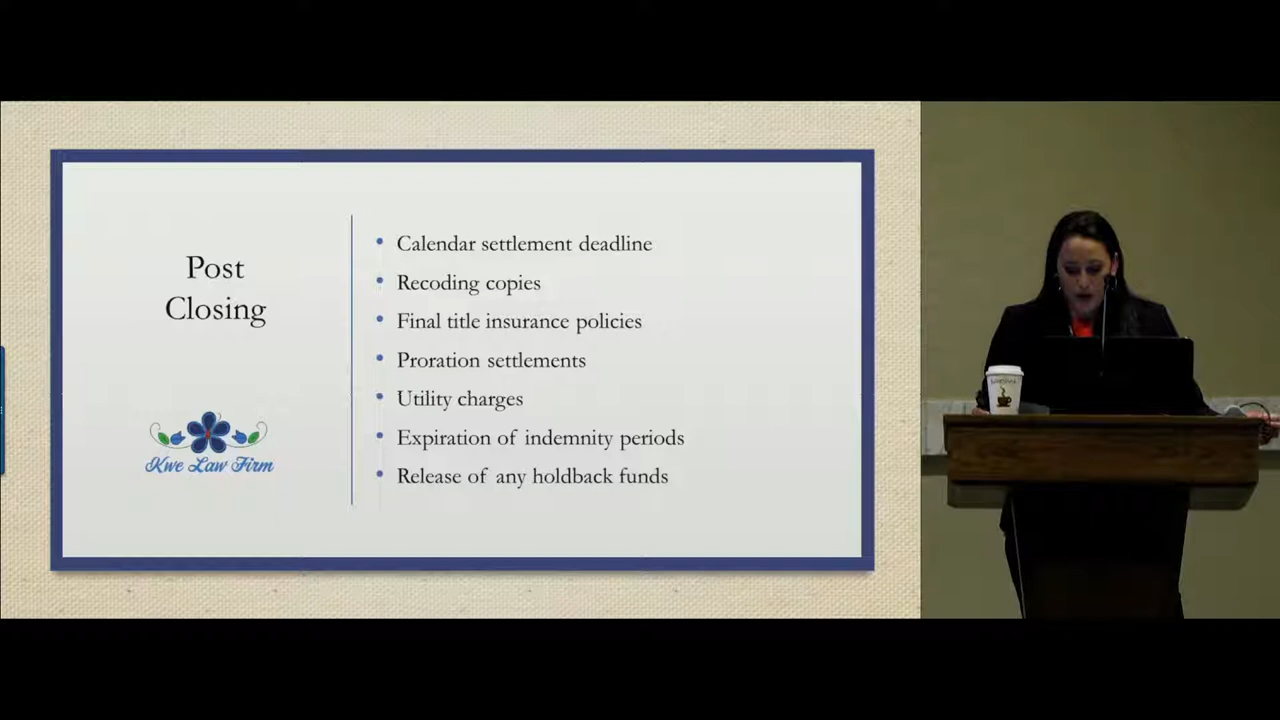 Post
Closing
Kwe Law Firm
• Calendar settlement deadline
• Recoding copies
• Final title insurance policies
• Proration settlements
• Utility charges
• Expiration of indemnity periods
• Release of any holdback funds